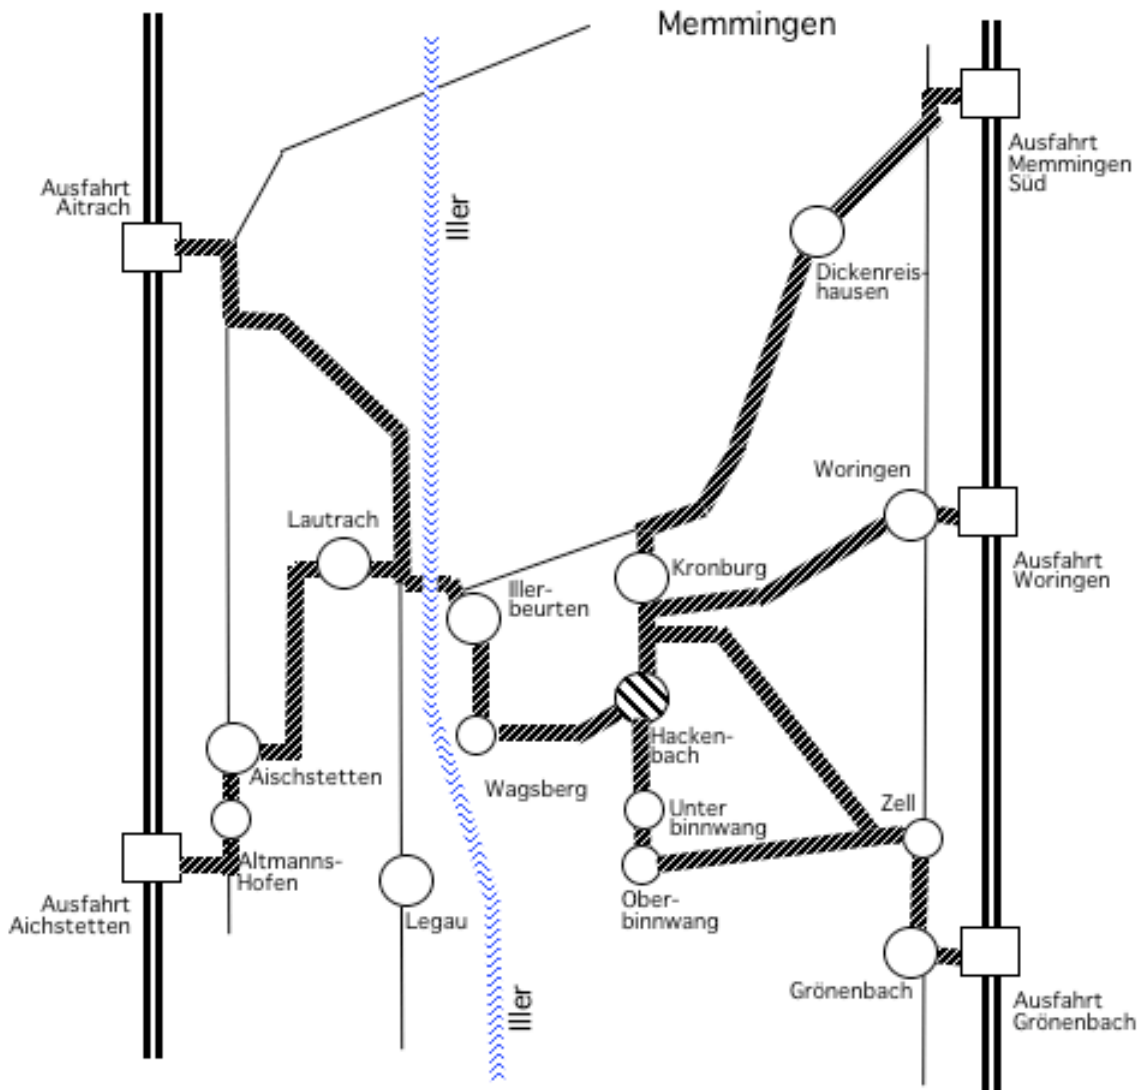 Memmingen
Ausfahrt
Memmingen
Süd
Ausfahrt
Aitrach
Iller
Dickenreis-
hausen
Woringen
Lautrach
Kronburg
Ausfahrt
Woringen
Iller-
beurten
Hacken-
bach
Aischstetten
Wagsberg
Unter
binnwang
Zell
Altmanns-
Hofen
Ober-
binnwang
Ausfahrt
Aichstetten
Legau
Grönenbach
Iller
Ausfahrt
Grönenbach